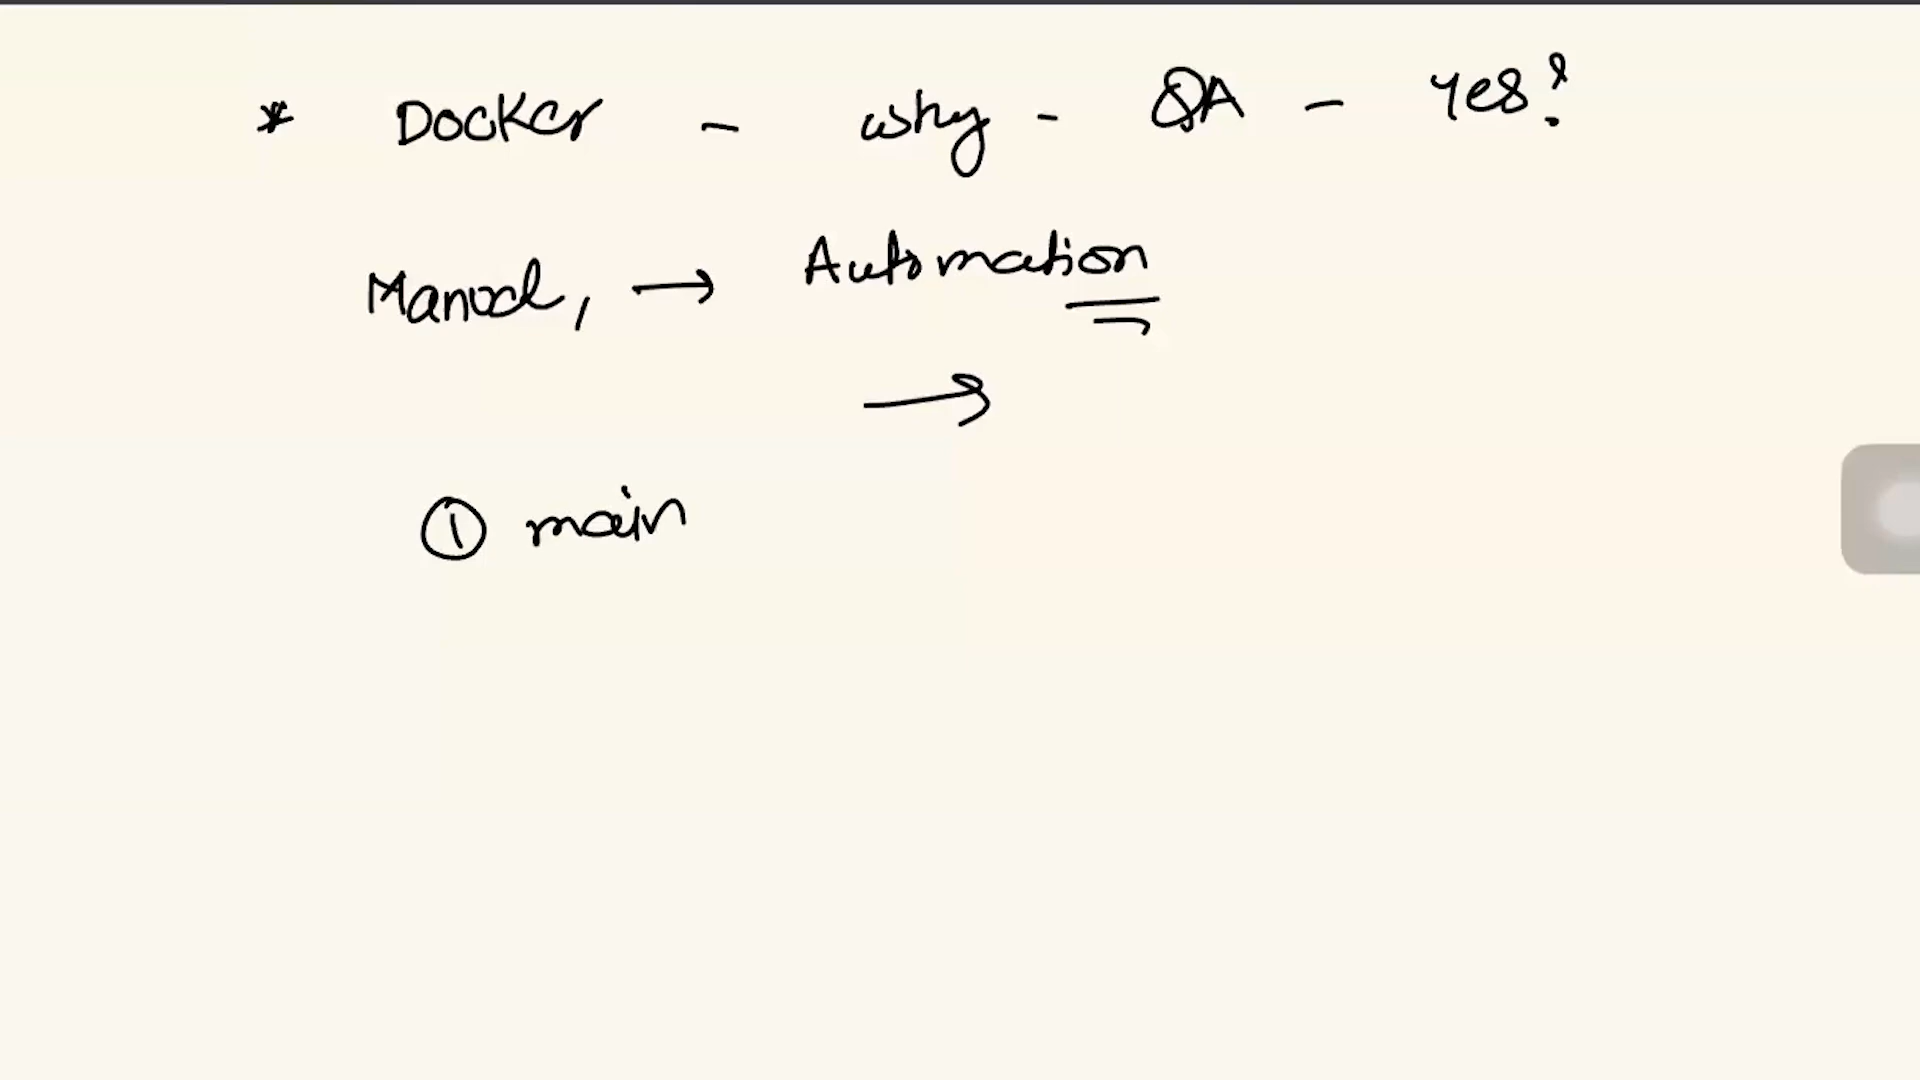 * Docker - why - QA - Yes?
Manual, → Automation
→
① main